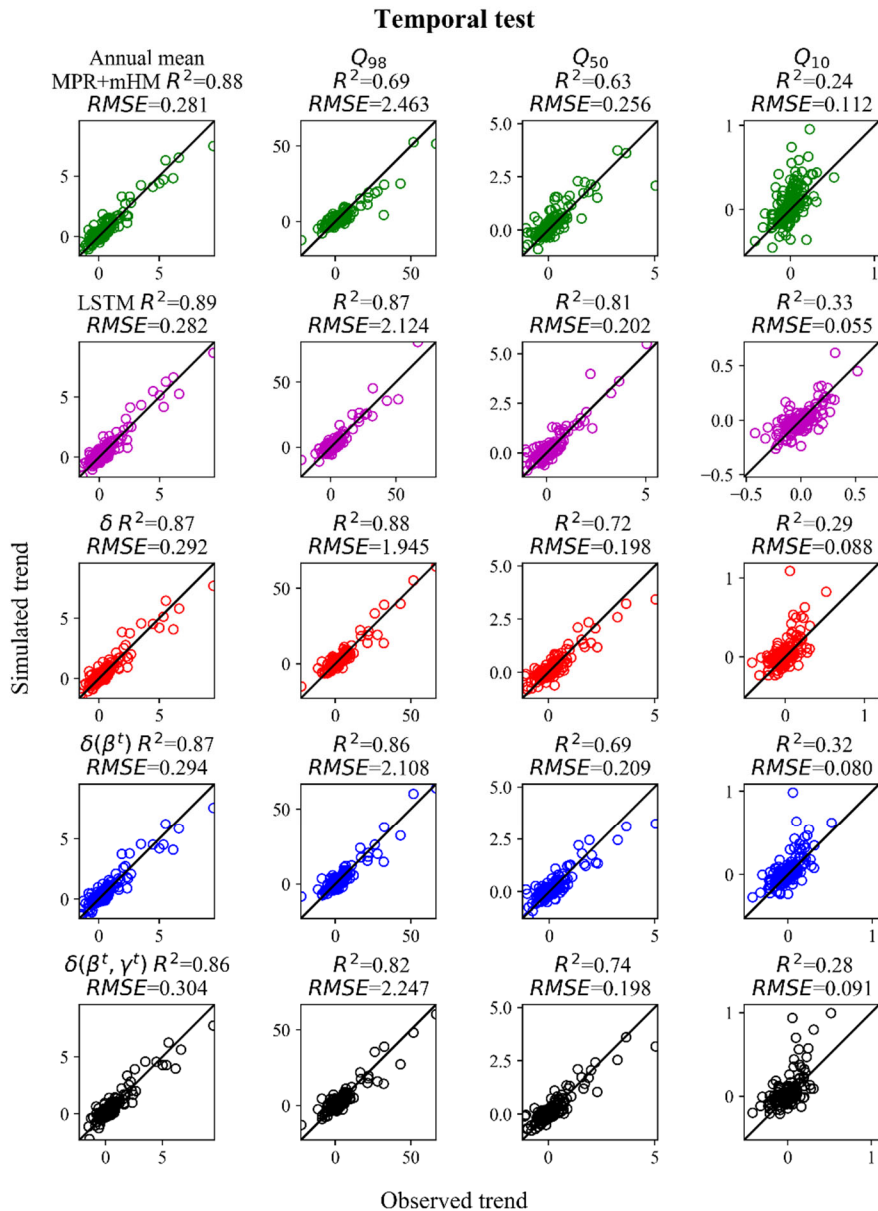 Temporal test
Annual mean
MPR+mHM R²=0.88
RMSE=0.281
Q₉₈
R²=0.69
RMSE=2.463
Q₅₀
R²=0.63
RMSE=0.256
Q₁₀
R²=0.24
RMSE=0.112
5
0
0 5
50
0
0 50
5.0
2.5
0.0
0 5
1
0
0 1
LSTM R²=0.89
RMSE=0.282
R²=0.87
RMSE=2.124
R²=0.81
RMSE=0.202
R²=0.33
RMSE=0.055
5
0
0 5
50
0
0 50
5.0
2.5
0.0
0 5
0.5
0.0
−0.5
−0.5 0.0 0.5
δ R²=0.87
RMSE=0.292
R²=0.88
RMSE=1.945
R²=0.72
RMSE=0.198
R²=0.29
RMSE=0.088
5
0
0 5
50
0
0 50
5.0
2.5
0.0
0 5
1
0
0 1
δ(βᵗ) R²=0.87
RMSE=0.294
R²=0.86
RMSE=2.108
R²=0.69
RMSE=0.209
R²=0.32
RMSE=0.080
5
0
0 5
50
0
0 50
5.0
2.5
0.0
0 5
1
0
0 1
δ(βᵗ, γᵗ) R²=0.86
RMSE=0.304
R²=0.82
RMSE=2.247
R²=0.74
RMSE=0.198
R²=0.28
RMSE=0.091
5
0
0 5
50
0
0 50
5.0
2.5
0.0
0 5
1
0
0 1
Simulated trend
Observed trend